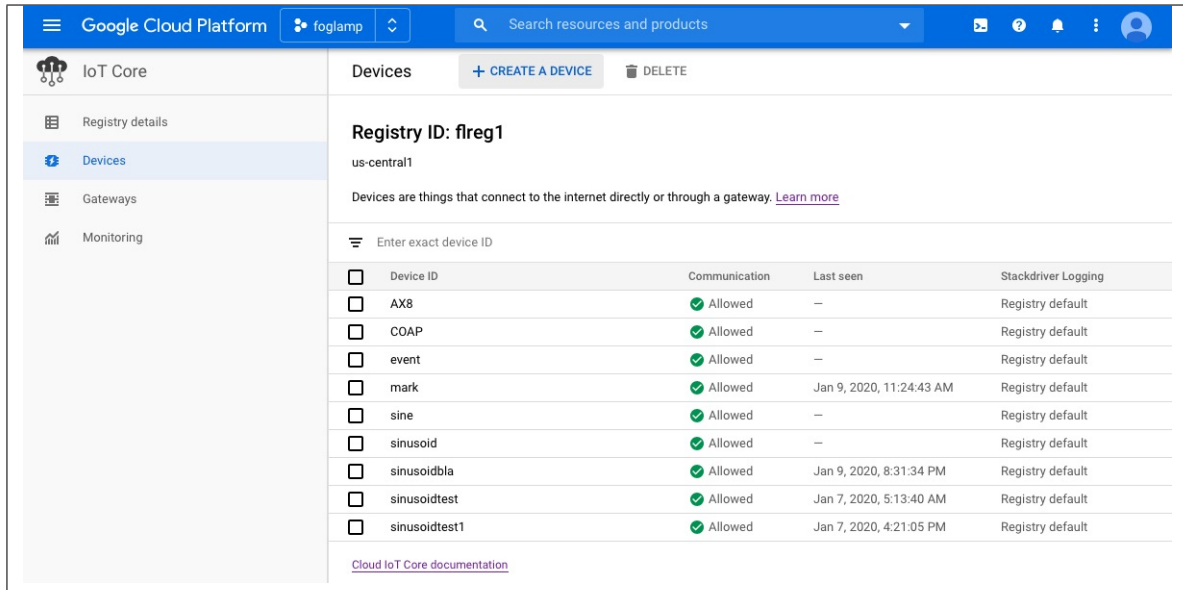 Google Cloud Platform foglamp Search resources and products
IoT Core Devices + CREATE A DEVICE DELETE
Registry details
Devices
Gateways
Monitoring
Registry ID: flreg1
us-central1
Devices are things that connect to the internet directly or through a gateway. Learn more
Enter exact device ID
Device ID Communication Last seen Stackdriver Logging
AX8 Allowed — Registry default
COAP Allowed — Registry default
event Allowed — Registry default
mark Allowed Jan 9, 2020, 11:24:43 AM Registry default
sine Allowed — Registry default
sinusoid Allowed — Registry default
sinusoidbla Allowed Jan 9, 2020, 8:31:34 PM Registry default
sinusoidtest Allowed Jan 7, 2020, 5:13:40 AM Registry default
sinusoidtest1 Allowed Jan 7, 2020, 4:21:05 PM Registry default
Cloud IoT Core documentation